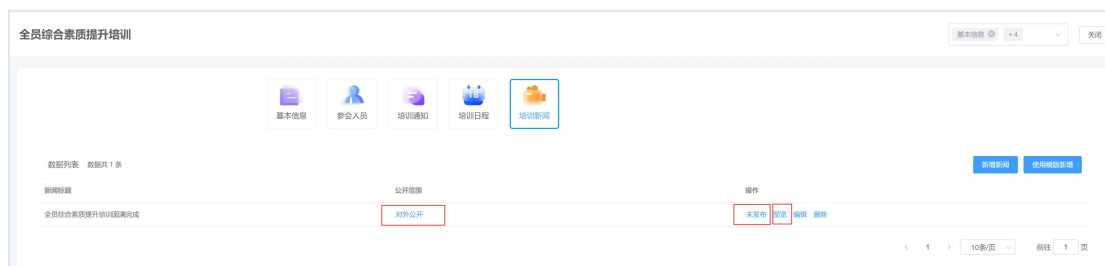 全员综合素质提升培训
基本信息 + 4 关闭
基本信息 参会人员 培训通知 培训日程 培训新闻
数据列表 数据共 1 条 新增新闻 使用模版新增
新闻标题 公开范围 操作
全员综合素质提升培训圆满完成 对外公开 未发布 预览 编辑 删除
1 10条/页 前往 1 页